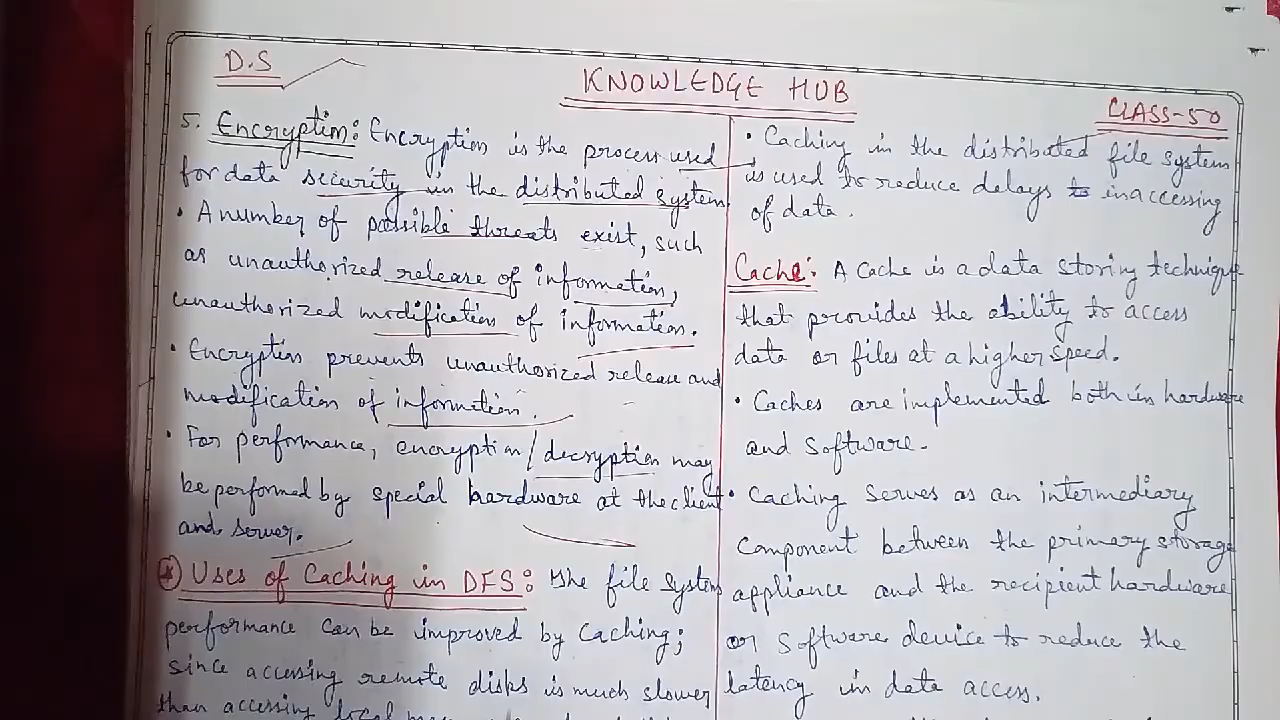 D.S
KNOWLEDGE HUB
CLASS-50
5. Encryption: Encryption is the process used
for data security in the distributed system
• A number of possible threats exist, such
as unauthorized release of information,
unauthorized modification of information.
• Encryption prevents unauthorized release and
modification of information.
• For performance, encryption/decryption may
be performed by special hardware at the client
and server.
* Uses of Caching in DFS: The file system
performance can be improved by caching;
since accessing remote disks is much slower
than accessing local
• Caching in the distributed file system
is used to reduce delays in accessing
of data.
Cache: A cache is a data storing technique
that provides the ability to access
data or files at a higher speed.
• Caches are implemented both in hardware
and software.
• Caching serves as an intermediary
component between the primary storage
appliance and the recipient hardware
or software device to reduce the
latency in data access.